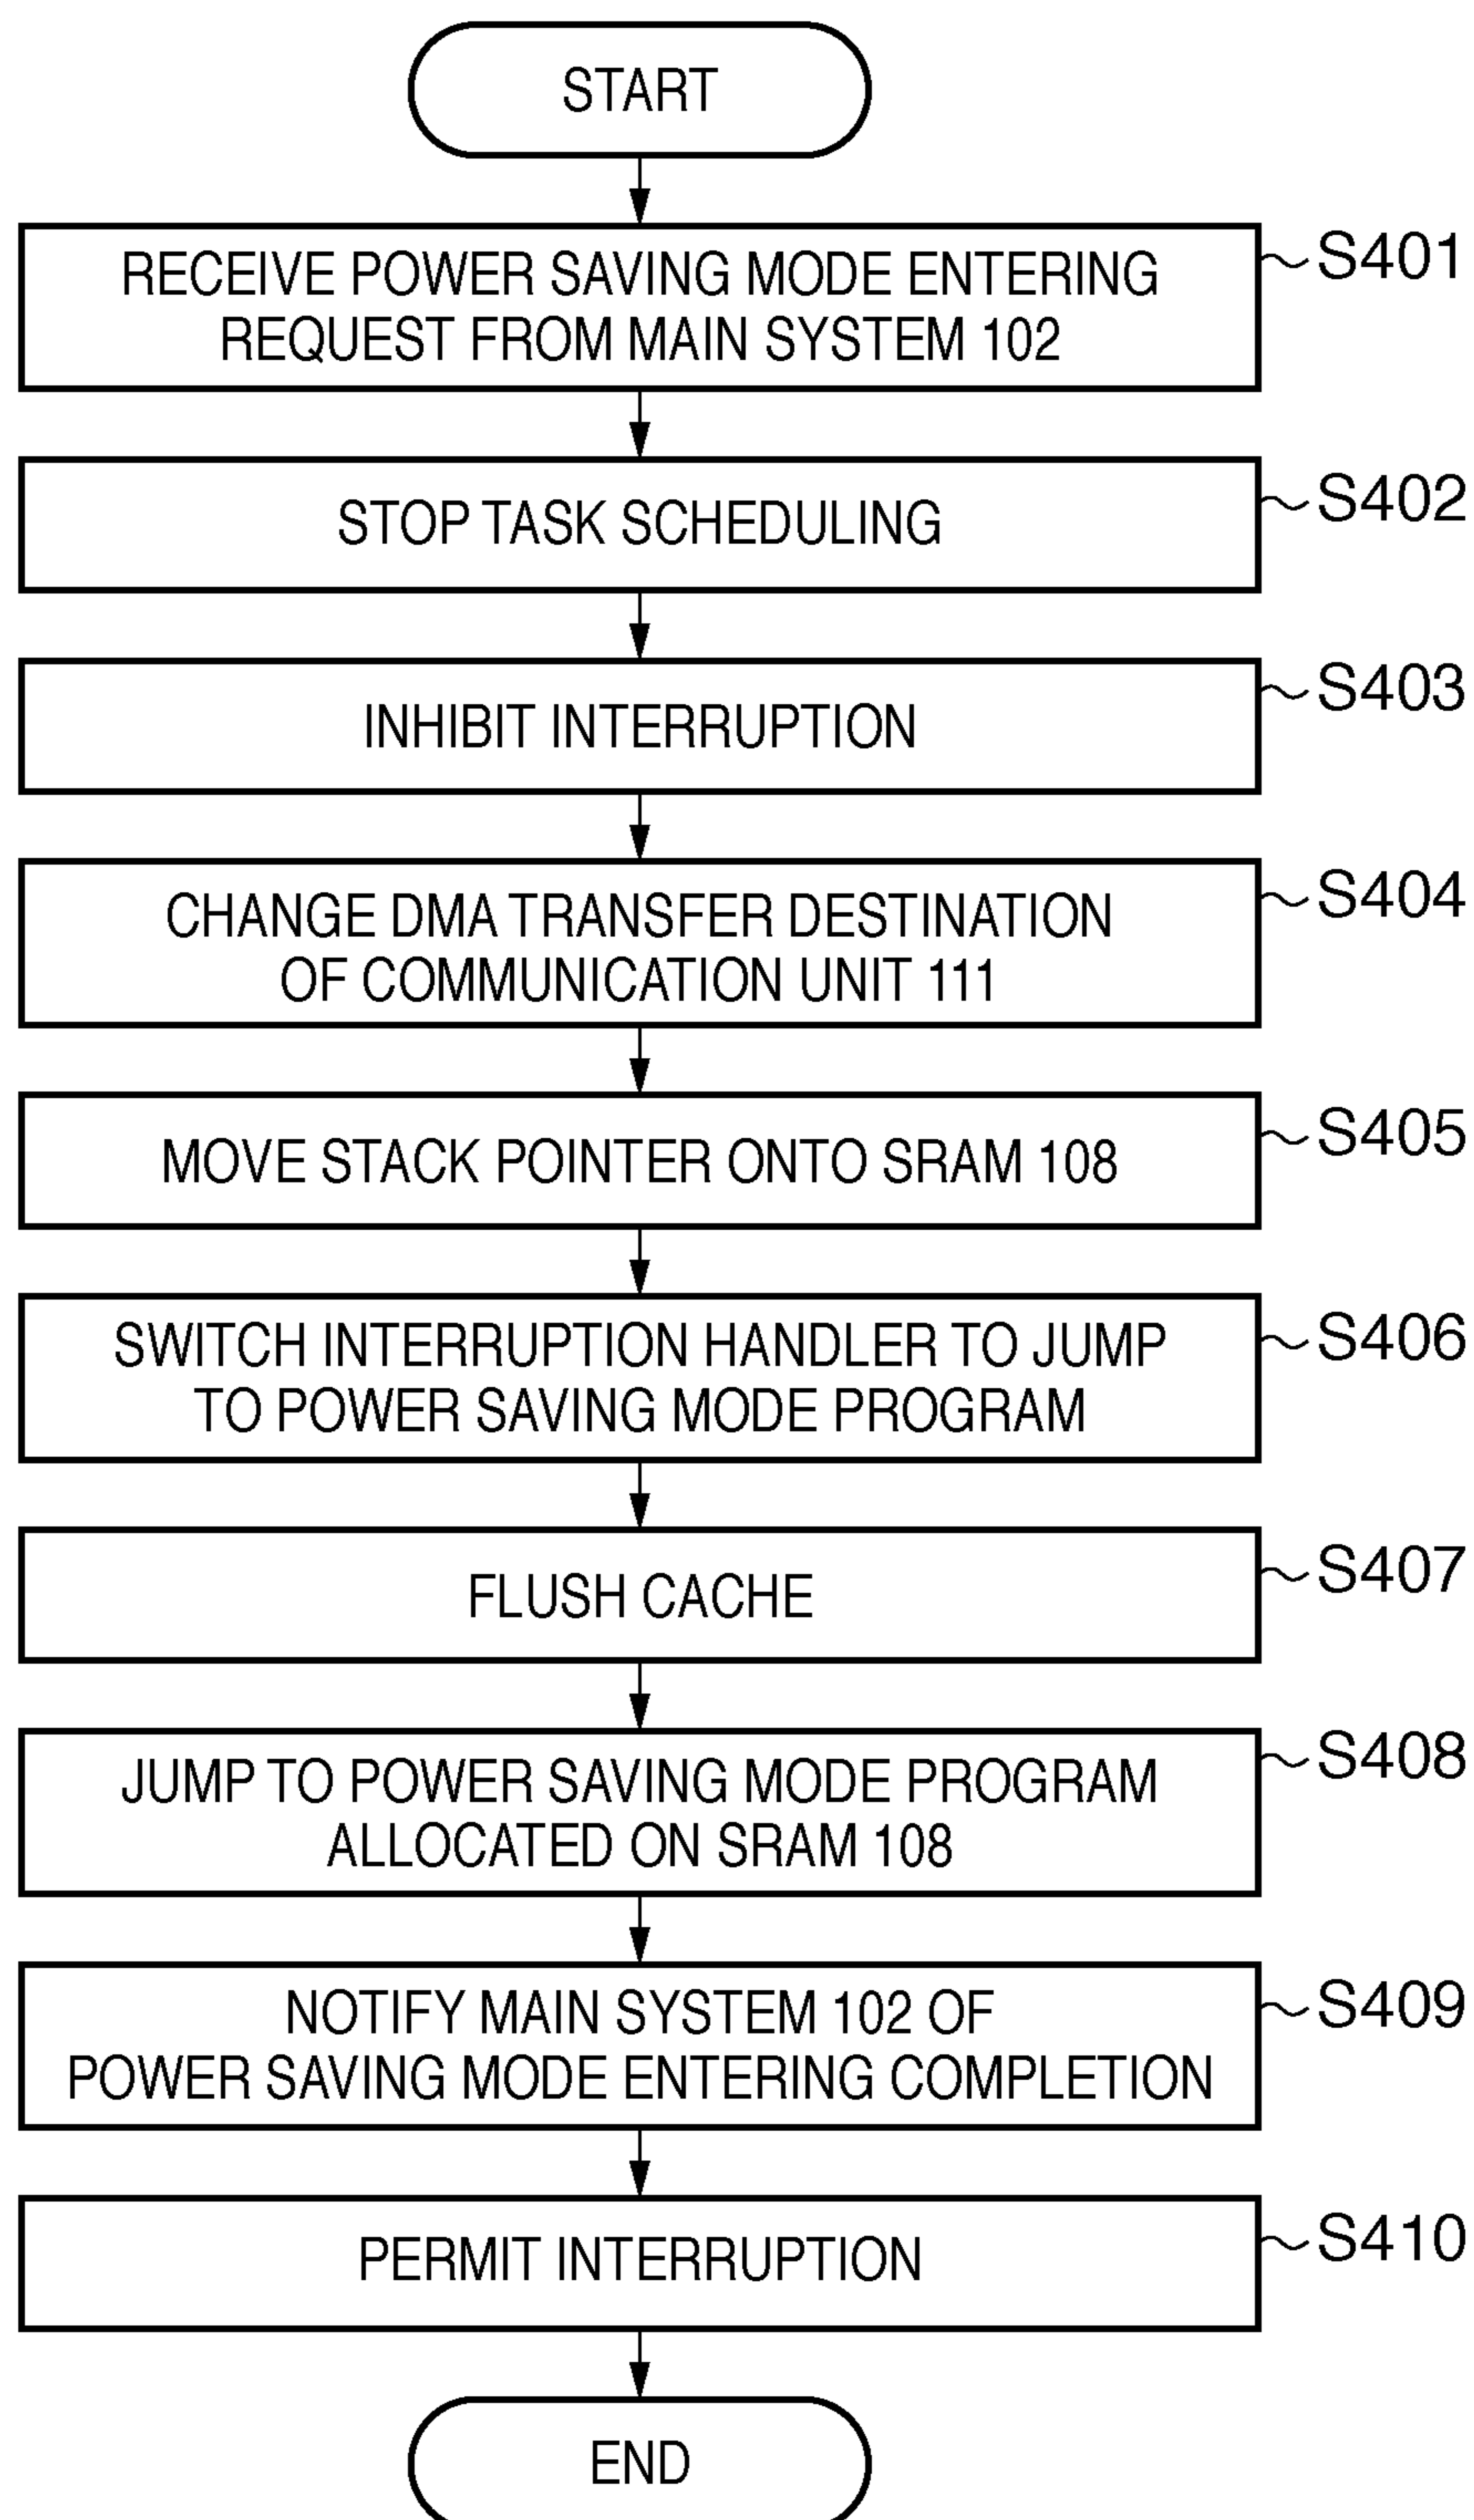 START
RECEIVE POWER SAVING MODE ENTERING
REQUEST FROM MAIN SYSTEM 102
S401
STOP TASK SCHEDULING
S402
INHIBIT INTERRUPTION
S403
CHANGE DMA TRANSFER DESTINATION
OF COMMUNICATION UNIT 111
S404
MOVE STACK POINTER ONTO SRAM 108
S405
SWITCH INTERRUPTION HANDLER TO JUMP
TO POWER SAVING MODE PROGRAM
S406
FLUSH CACHE
S407
JUMP TO POWER SAVING MODE PROGRAM
ALLOCATED ON SRAM 108
S408
NOTIFY MAIN SYSTEM 102 OF
POWER SAVING MODE ENTERING COMPLETION
S409
PERMIT INTERRUPTION
S410
END